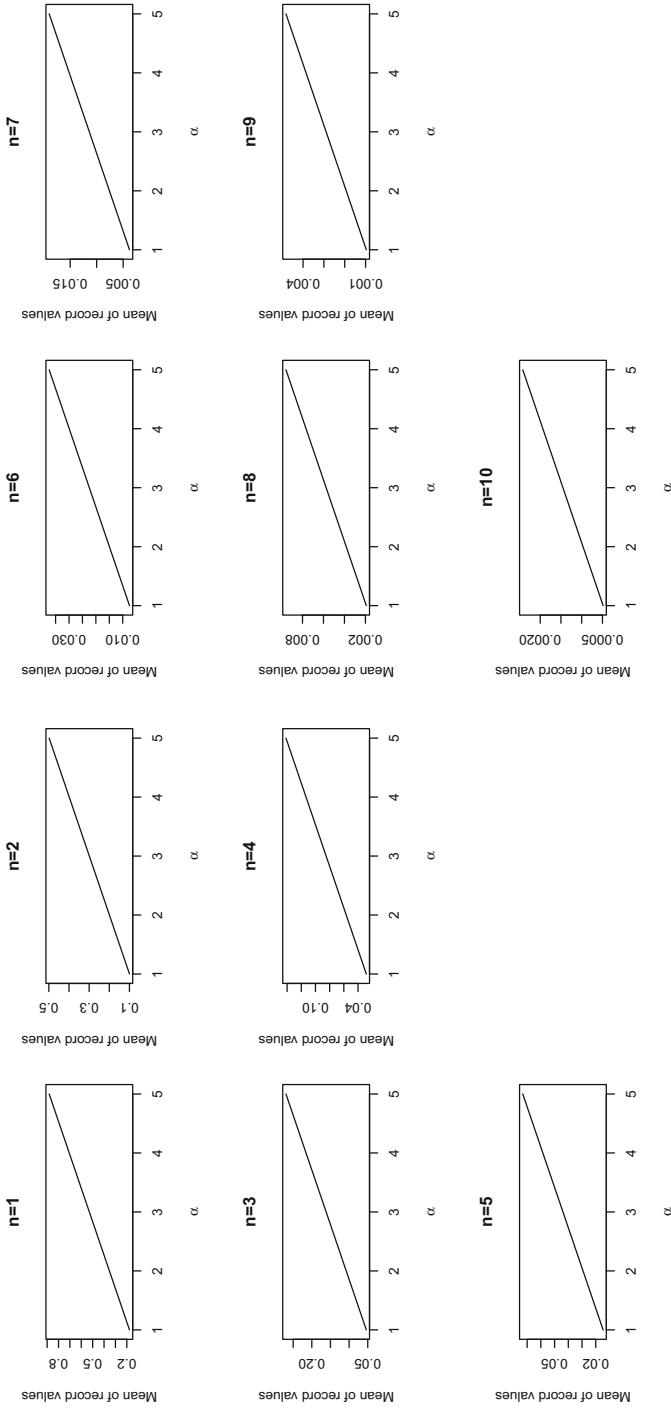 n=1
Mean of record values
0.2 0.5 0.8
1 2 3 4 5
α
n=2
Mean of record values
0.1 0.3 0.5
1 2 3 4 5
α
n=3
Mean of record values
0.05 0.20
1 2 3 4 5
α
n=4
Mean of record values
0.04 0.10
1 2 3 4 5
α
n=5
Mean of record values
0.02 0.05
1 2 3 4 5
α
n=6
Mean of record values
0.010 0.030
1 2 3 4 5
α
n=7
Mean of record values
0.005 0.015
1 2 3 4 5
α
n=8
Mean of record values
0.002 0.008
1 2 3 4 5
α
n=9
Mean of record values
0.001 0.004
1 2 3 4 5
α
n=10
Mean of record values
0.0005 0.0020
1 2 3 4 5
α